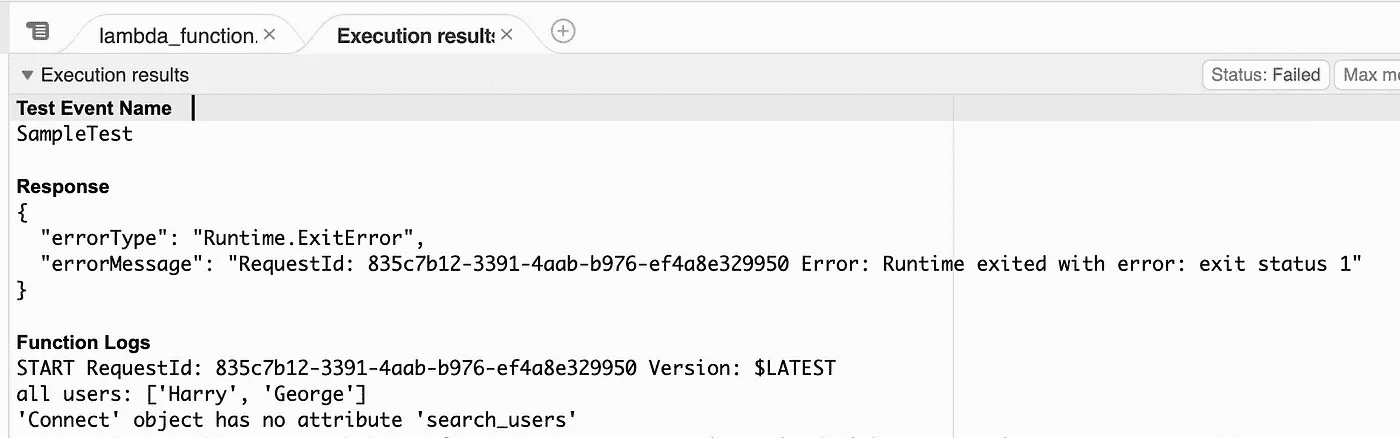 lambda_function.
Execution results
Execution results
Status: Failed
Max me
Test Event Name
SampleTest
Response
{
"errorType": "Runtime.ExitError",
"errorMessage": "RequestId: 835c7b12-3391-4aab-b976-ef4a8e329950 Error: Runtime exited with error: exit status 1"
}
Function Logs
START RequestId: 835c7b12-3391-4aab-b976-ef4a8e329950 Version: $LATEST
all users: ['Harry', 'George']
'Connect' object has no attribute 'search_users'